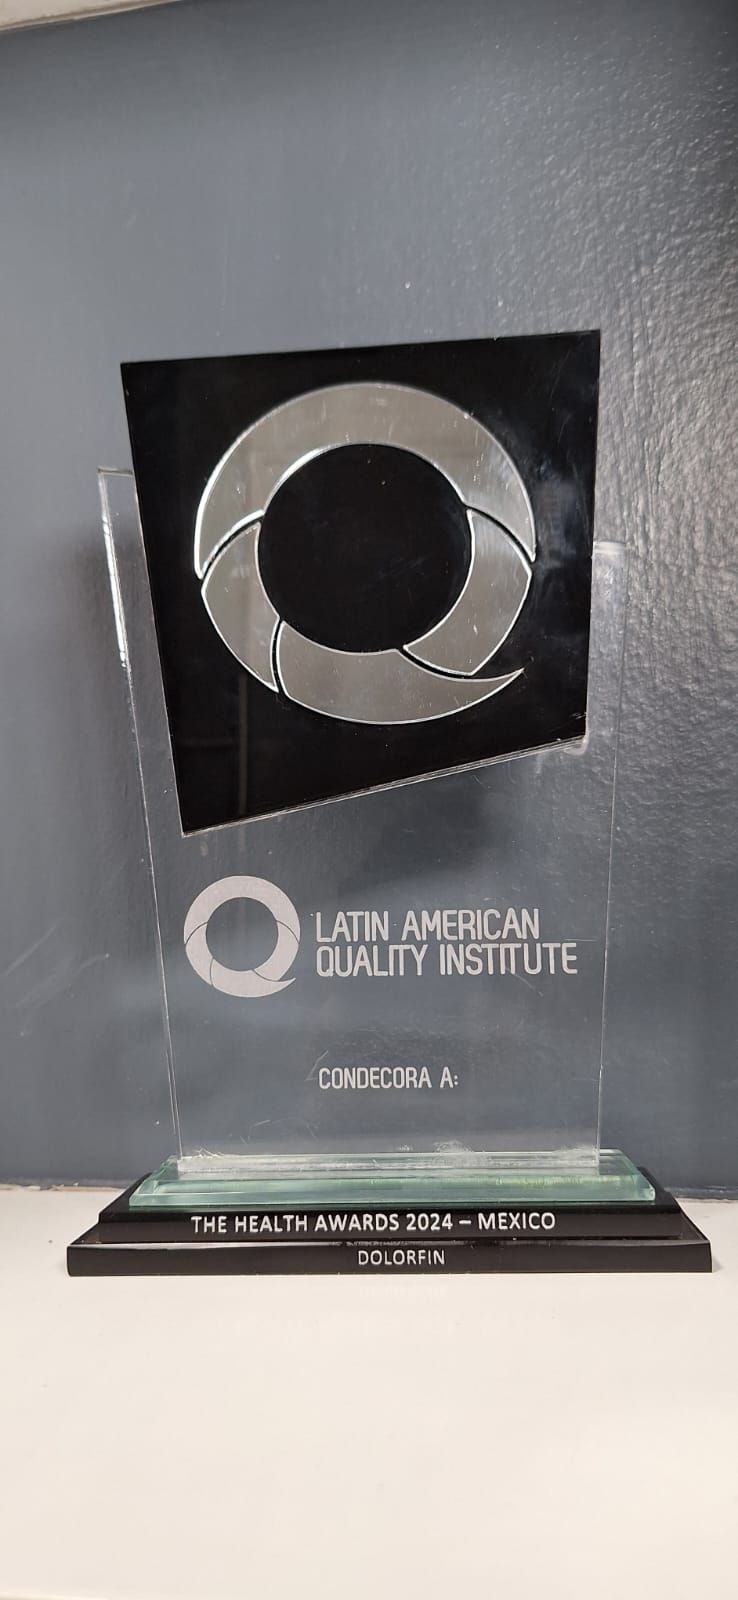 LATIN AMERICAN
QUALITY INSTITUTE
CONDECORA A:
THE HEALTH AWARDS 2024 – MEXICO
DOLORFIN